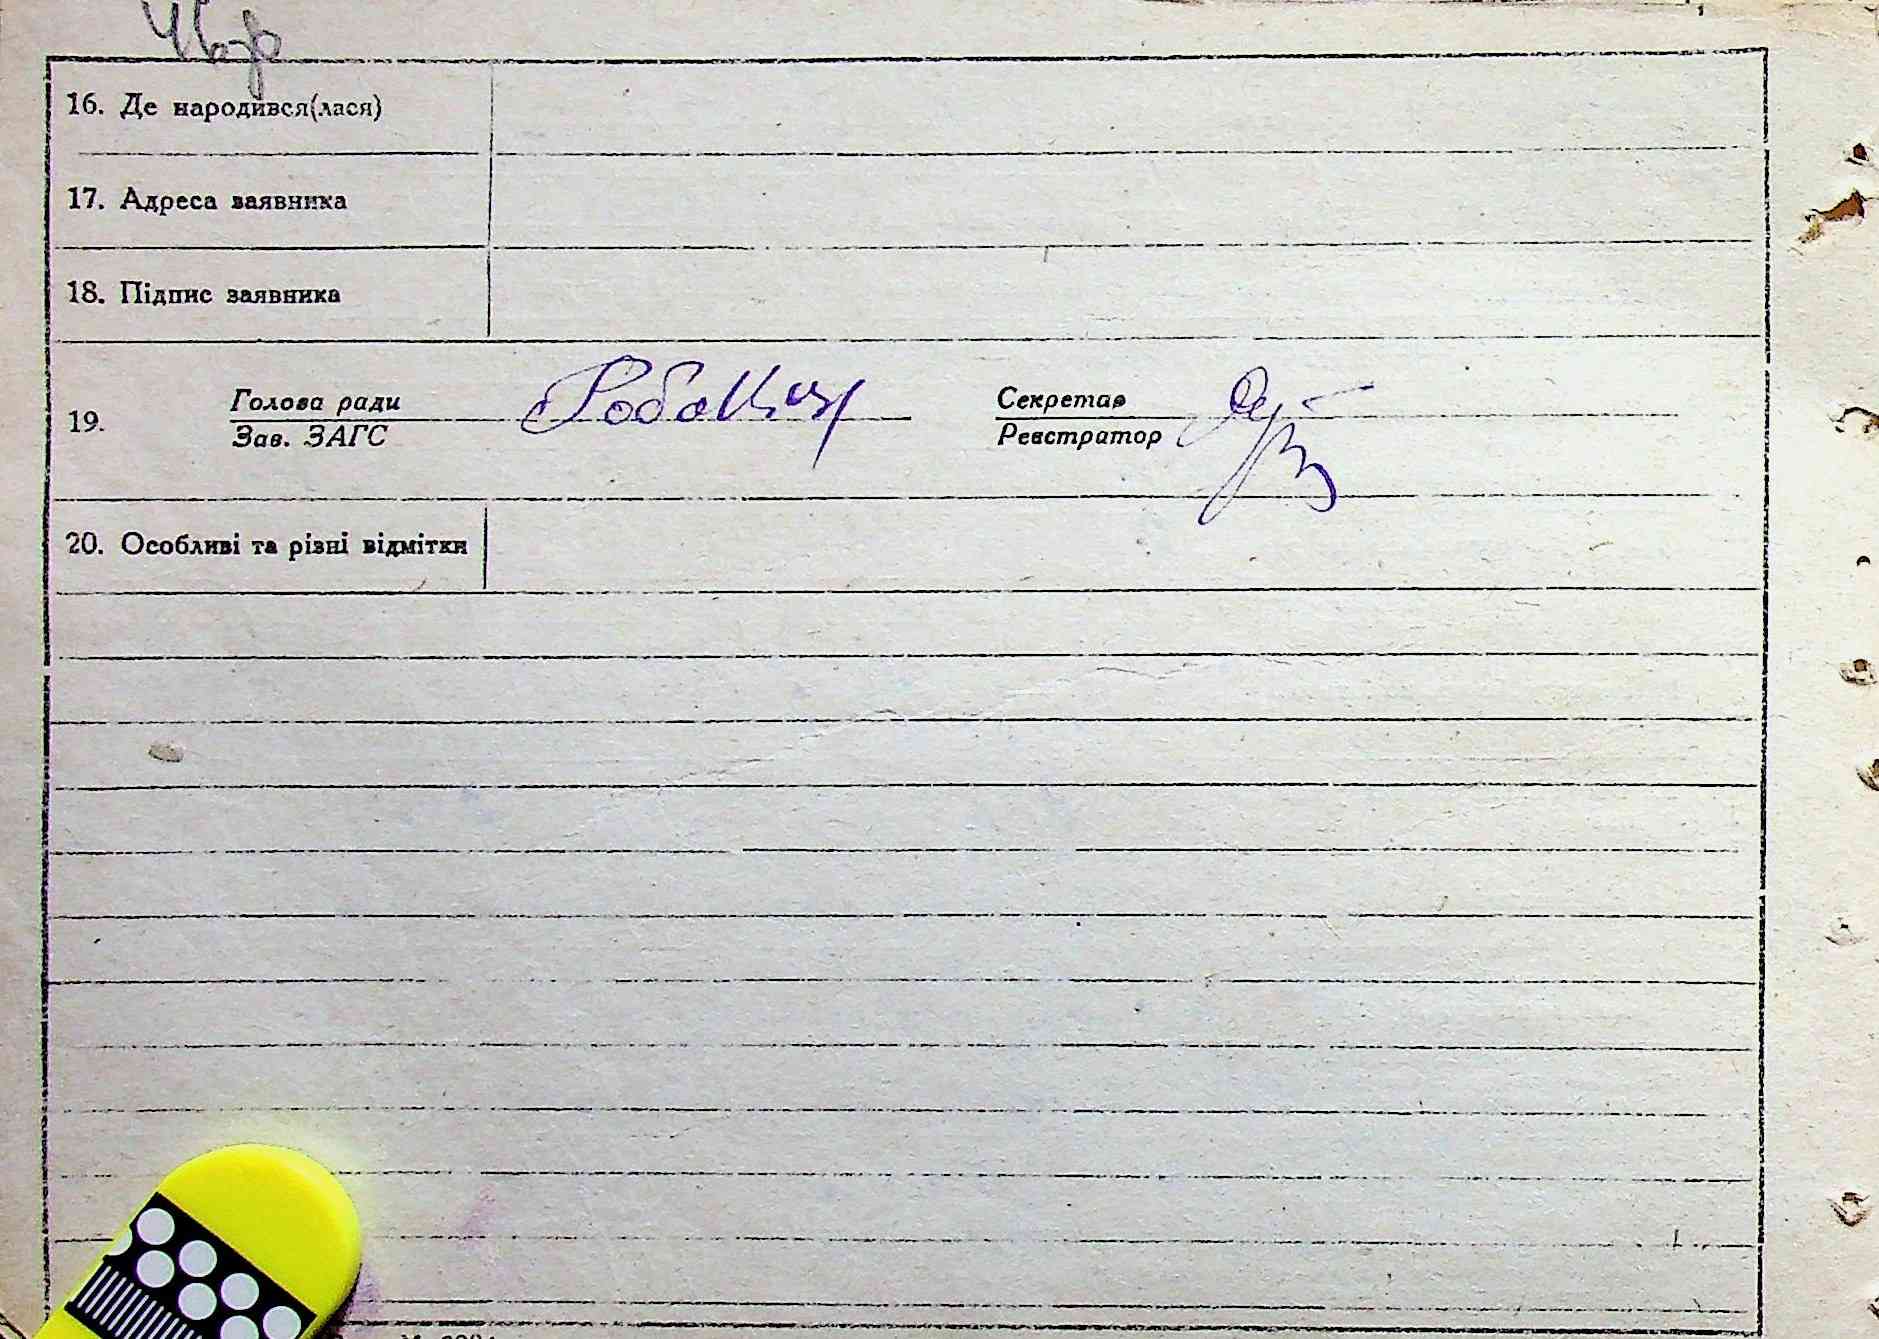 16. Де народився(лася)
17. Адреса заявника
18. Підпис заявника
19. Голова ради Секретар
Зав. ЗАГС Реєстратор
20. Особливі та різні відмітки